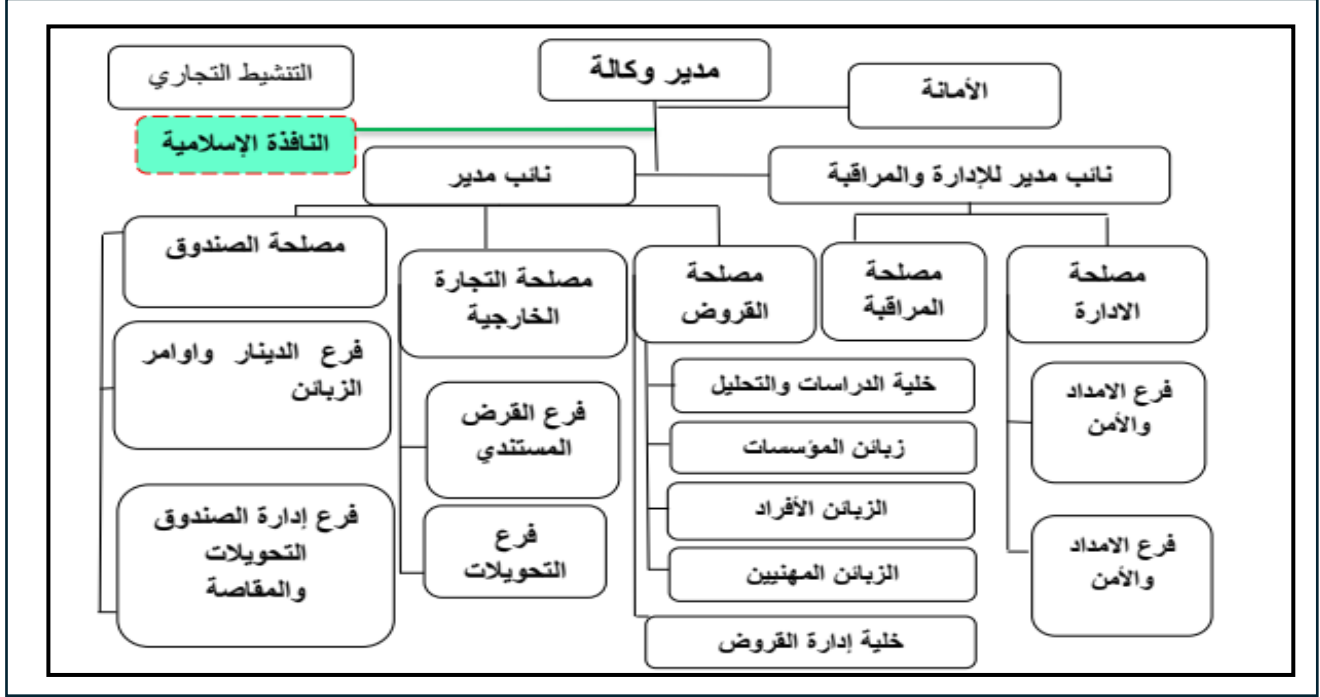 مدير وكالة
التنشيط التجاري
الأمانة
النافذة الإسلامية
نائب مدير للإدارة والمراقبة
نائب مدير
مصلحة
الادارة
مصلحة
المراقبة
مصلحة
القروض
مصلحة التجارة
الخارجية
مصلحة الصندوق
فرع الامداد
والأمن
فرع الامداد
والأمن
خلية الدراسات والتحليل
زبائن المؤسسات
الزبائن الأفراد
الزبائن المهنيين
خلية إدارة القروض
فرع القرض
المستندي
فرع
التحويلات
فرع الدينار واوامر
الزبائن
فرع إدارة الصندوق
التحويلات
والمقاصة